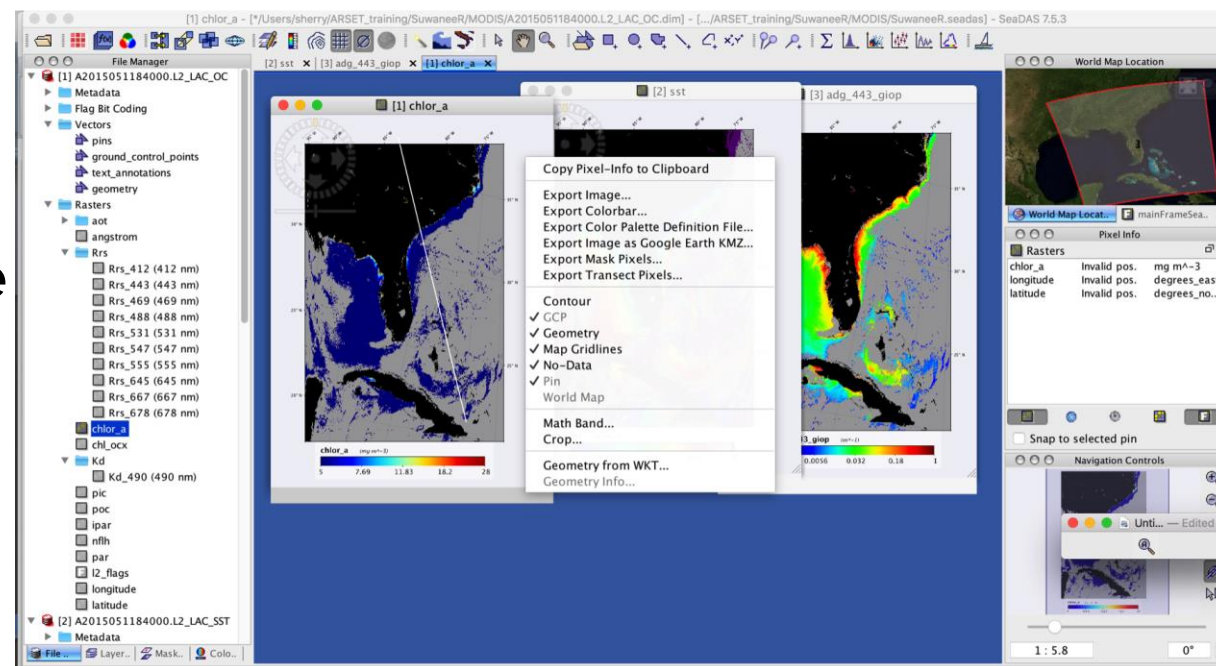 [1] chlor_a - [*/Users/sherry/ARSET_training/SuwaneeR/MODIS/A2015051184000.L2_LAC_OC.dim] - [.../ARSET_training/SuwaneeR/MODIS/SuwaneeR.seadas] - SeaDAS 7.5.3
File Manager
[1] A2015051184000.L2_LAC_OC
Metadata
Flag Bit Coding
Vectors
pins
ground_control_points
text_annotations
geometry
Rasters
aot
angstrom
Rrs
Rrs_412 (412 nm)
Rrs_443 (443 nm)
Rrs_469 (469 nm)
Rrs_488 (488 nm)
Rrs_531 (531 nm)
Rrs_547 (547 nm)
Rrs_555 (555 nm)
Rrs_645 (645 nm)
Rrs_667 (667 nm)
Rrs_678 (678 nm)
chlor_a
chl_ocx
Kd
Kd_490 (490 nm)
pic
poc
ipar
nflh
par
l2_flags
longitude
latitude
[2] A2015051184000.L2_LAC_SST
Metadata
File .. Layer.. Mask.. Colo..
[2] sst [3] adg_443_giop [1] chlor_a
[1] chlor_a
chlor_a (mg m^-3)
5 7.69 11.83 18.2 28
[2] sst
[3] adg_443_giop
3_giop (m^-1)
0.0056 0.032 0.18 1
Copy Pixel-Info to Clipboard
Export Image...
Export Colorbar...
Export Color Palette Definition File...
Export Image as Google Earth KMZ...
Export Mask Pixels...
Export Transect Pixels...
Contour
✓ GCP
✓ Geometry
✓ Map Gridlines
✓ No-Data
✓ Pin
World Map
Math Band...
Crop...
Geometry from WKT...
Geometry Info...
World Map Location
World Map Locat.. mainFrameSea..
Pixel Info
Rasters
chlor_a Invalid pos. mg m^-3
longitude Invalid pos. degrees_east
latitude Invalid pos. degrees_no..
Snap to selected pin
Navigation Controls
Unti... — Edited
1 : 5.8 0°